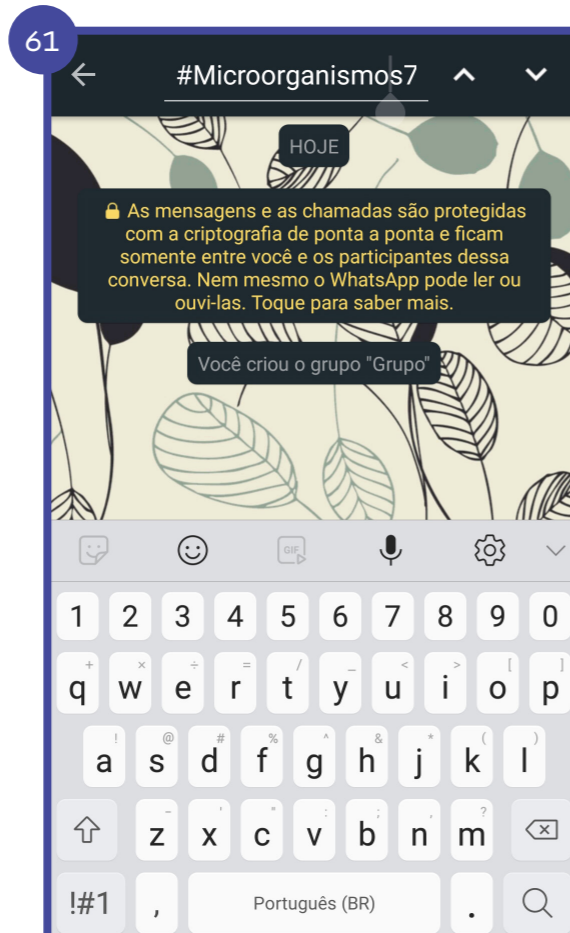 61
#Microorganismos7
HOJE
As mensagens e as chamadas são protegidas
com a criptografia de ponta a ponta e ficam
somente entre você e os participantes dessa
conversa. Nem mesmo o WhatsApp pode ler ou
ouvi-las. Toque para saber mais.
Você criou o grupo "Grupo"
GIF
1 2 3 4 5 6 7 8 9 0
+ × ÷ = / _ < > [ ]
q w e r t y u i o p
! @ # % ^ & * ( )
a s d f g h j k l
- ' " : ; , ?
z x c v b n m
!#1 , Português (BR) .